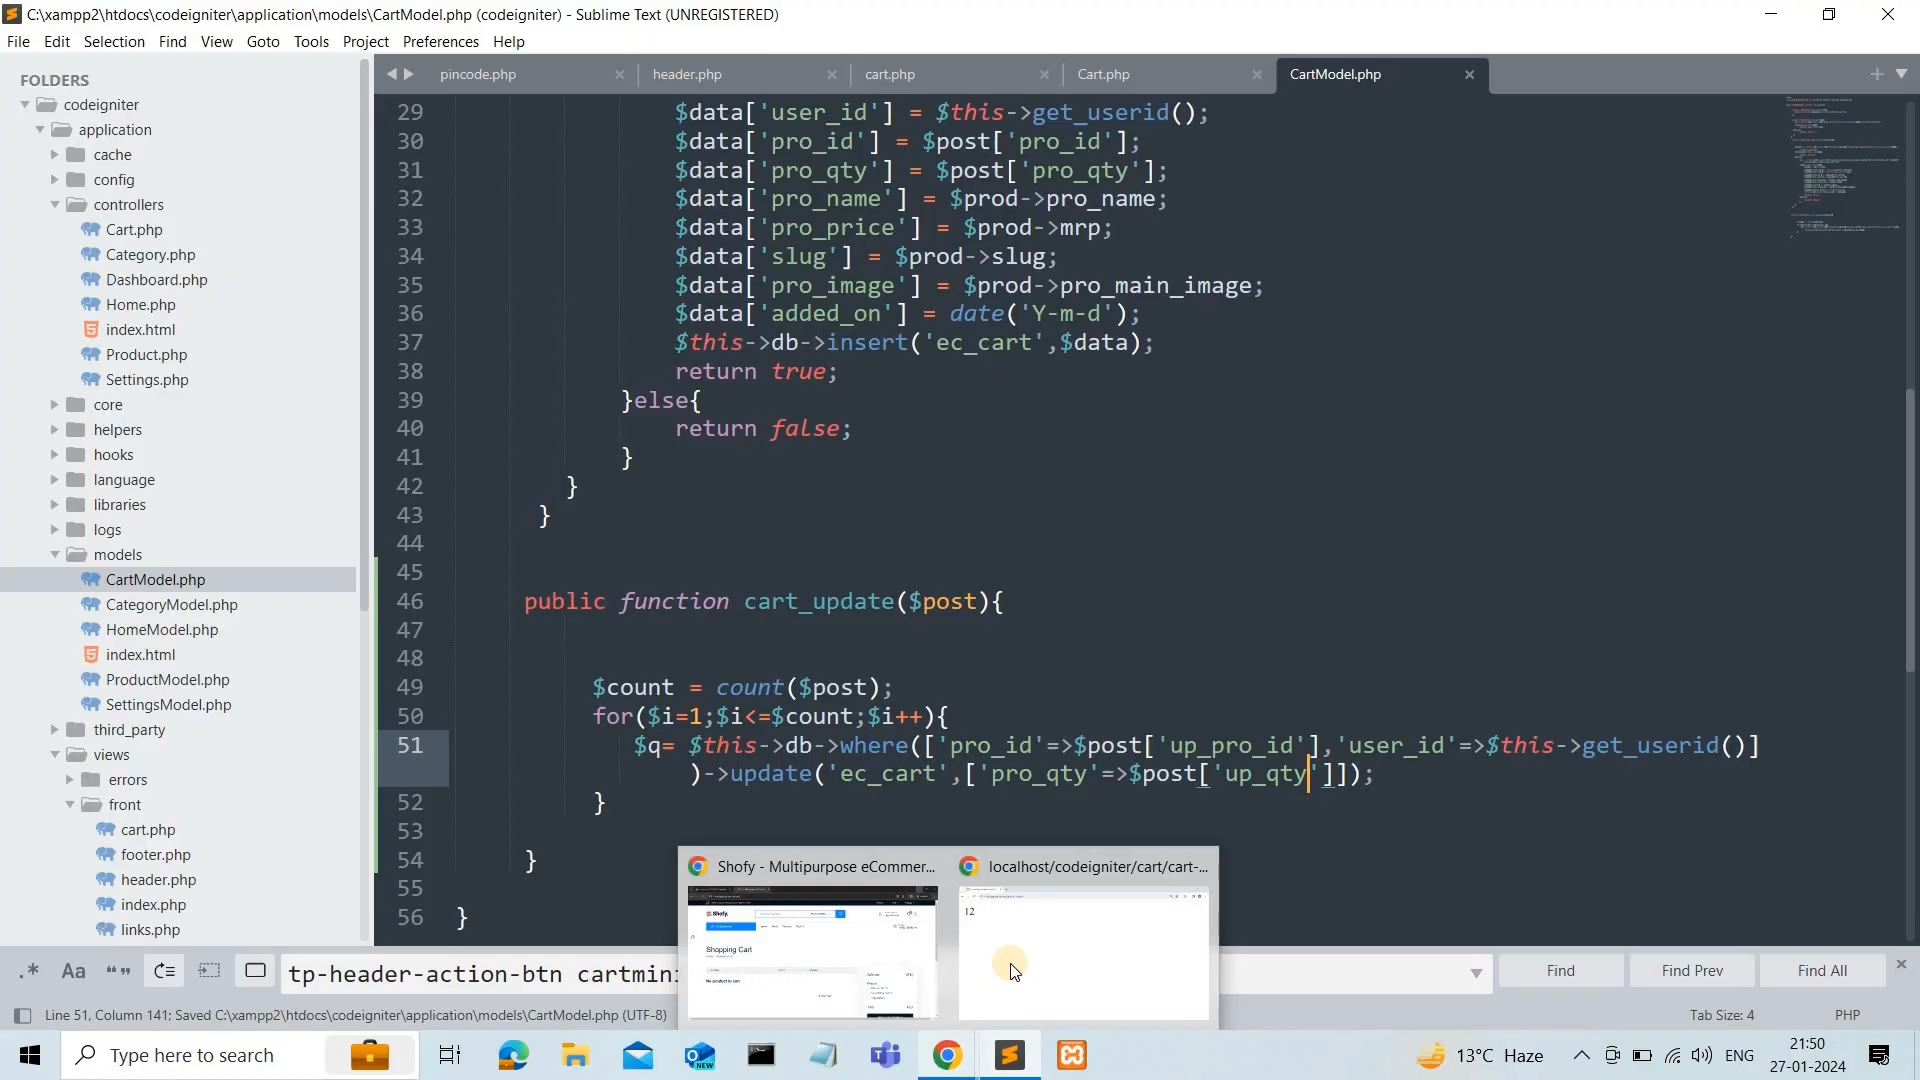 C:\xampp2\htdocs\codeigniter\application\models\CartModel.php (codeigniter) - Sublime Text (UNREGISTERED)
File Edit Selection Find View Goto Tools Project Preferences Help
FOLDERS
codeigniter
application
cache
config
controllers
Cart.php
Category.php
Dashboard.php
Home.php
index.html
Product.php
Settings.php
core
helpers
hooks
language
libraries
logs
models
CartModel.php
CategoryModel.php
HomeModel.php
index.html
ProductModel.php
SettingsModel.php
third_party
views
errors
front
cart.php
footer.php
header.php
index.php
links.php
pincode.php header.php cart.php Cart.php CartModel.php
29 $data['user_id'] = $this->get_userid();
30 $data['pro_id'] = $post['pro_id'];
31 $data['pro_qty'] = $post['pro_qty'];
32 $data['pro_name'] = $prod->pro_name;
33 $data['pro_price'] = $prod->mrp;
34 $data['slug'] = $prod->slug;
35 $data['pro_image'] = $prod->pro_main_image;
36 $data['added_on'] = date('Y-m-d');
37 $this->db->insert('ec_cart',$data);
38 return true;
39 }else{
40 return false;
41 }
42 }
43 }
44
45
46 public function cart_update($post){
47
48
49 $count = count($post);
50 for($i=1;$i<=$count;$i++){
51 $q= $this->db->where(['pro_id'=>$post['up_pro_id'],'user_id'=>$this->get_userid()]
)->update('ec_cart',['pro_qty'=>$post['up_qty']]);
52 }
53
54 }
55
56 }
Shofy - Multipurpose eCommer...
Shofy.
Shopping Cart
No product in cart
localhost/codeigniter/cart/cart-...
12
.* Aa “” tp-header-action-btn cartmini Find Find Prev Find All
Line 51, Column 141; Saved C:\xampp2\htdocs\codeigniter\application\models\CartModel.php (UTF-8) Tab Size: 4 PHP
Type here to search
NEW
13°C Haze
ENG
21:50
27-01-2024